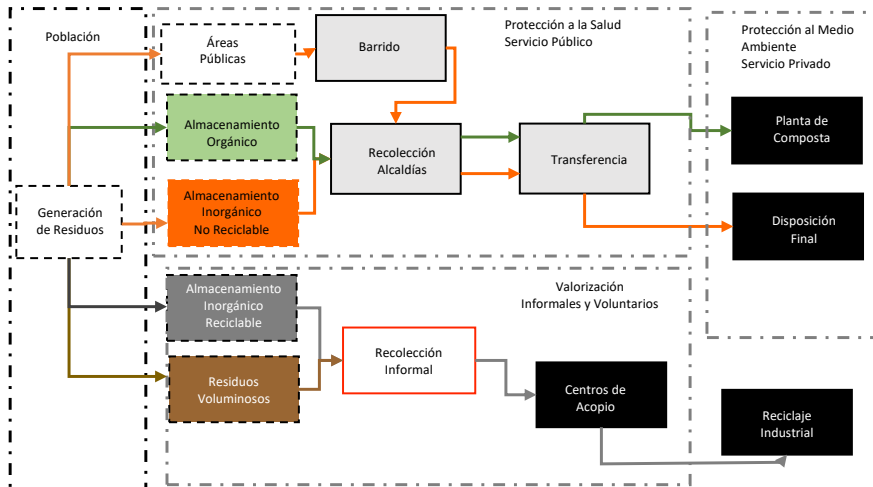 Población
Generación
de Residuos
Protección a la Salud
Servicio Público
Áreas
Públicas
Barrido
Almacenamiento
Orgánico
Almacenamiento
Inorgánico
No Reciclable
Recolección
Alcaldías
Transferencia
Protección al Medio
Ambiente
Servicio Privado
Planta de
Composta
Disposición
Final
Valorización
Informales y Voluntarios
Almacenamiento
Inorgánico
Reciclable
Residuos
Voluminosos
Recolección
Informal
Centros de
Acopio
Reciclaje
Industrial